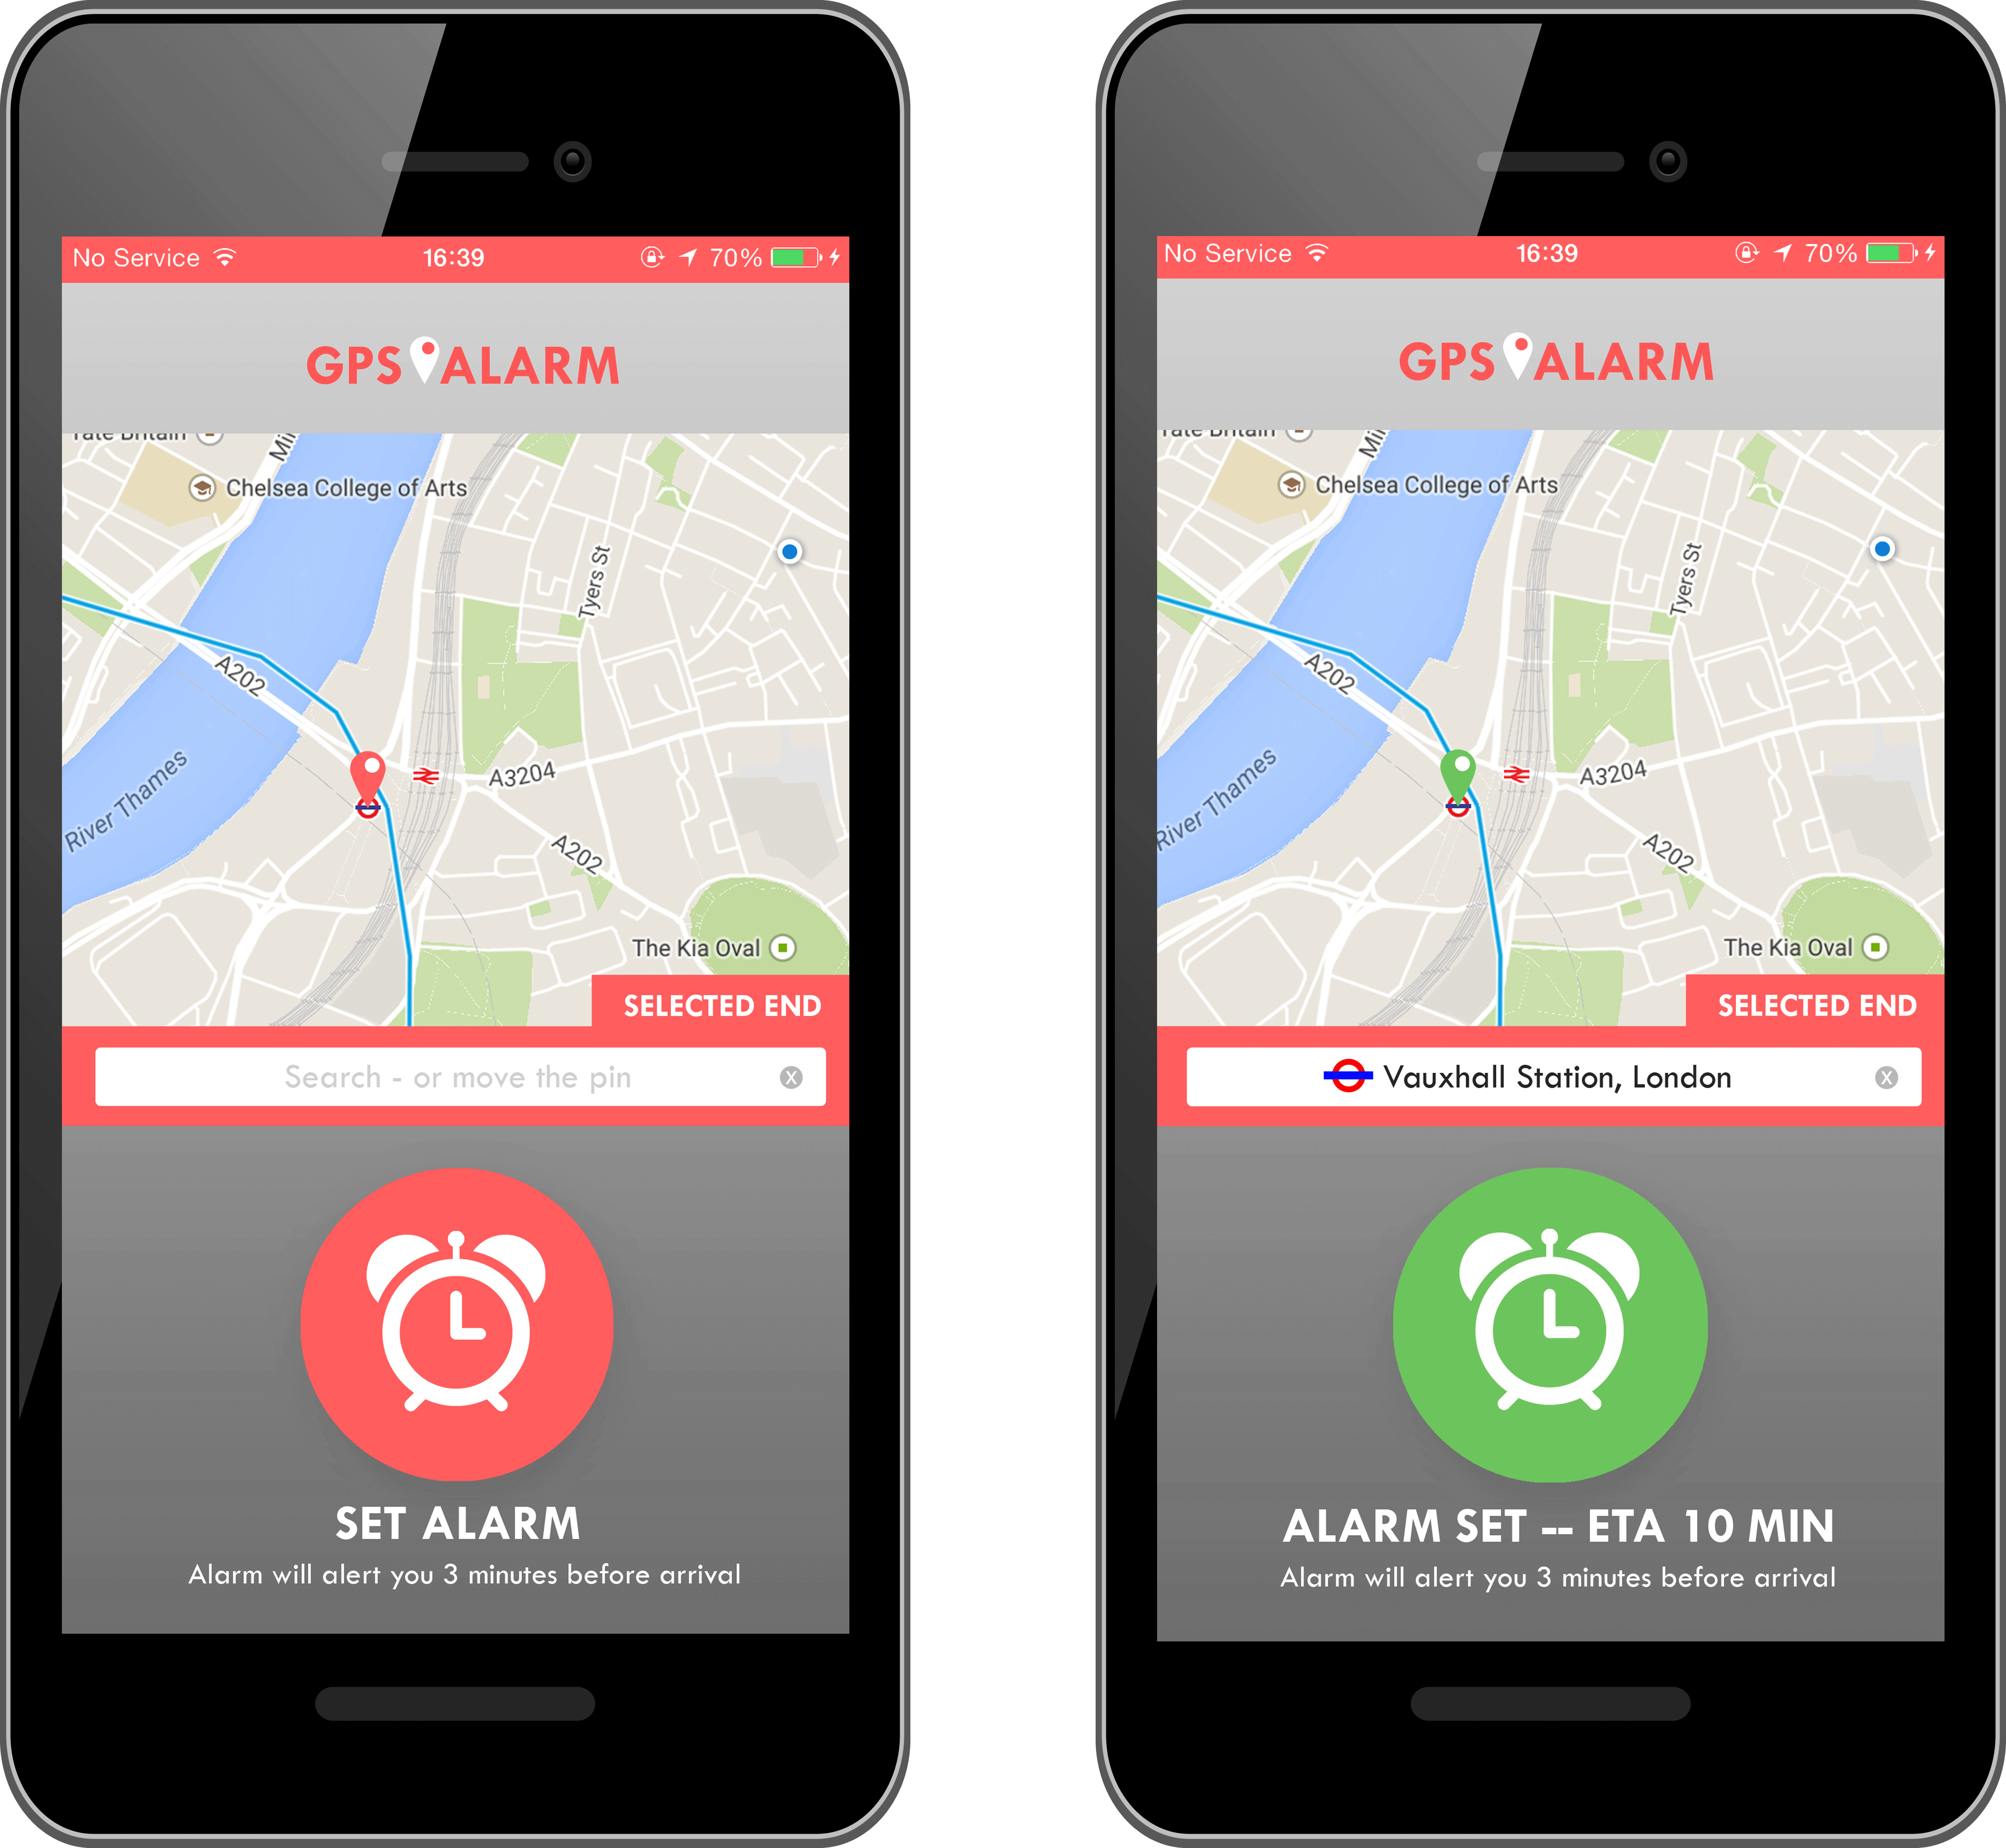 No Service 16:39 70%
GPS ALARM
Tate Britain
Chelsea College of Arts
Tyers St
A202
A3204
River Thames
A202
The Kia Oval
SELECTED END
Search - or move the pin
X
SET ALARM
Alarm will alert you 3 minutes before arrival
No Service 16:39 70%
GPS ALARM
Tate Britain
Chelsea College of Arts
Tyers St
A202
A3204
River Thames
A202
The Kia Oval
SELECTED END
Vauxhall Station, London
X
ALARM SET -- ETA 10 MIN
Alarm will alert you 3 minutes before arrival